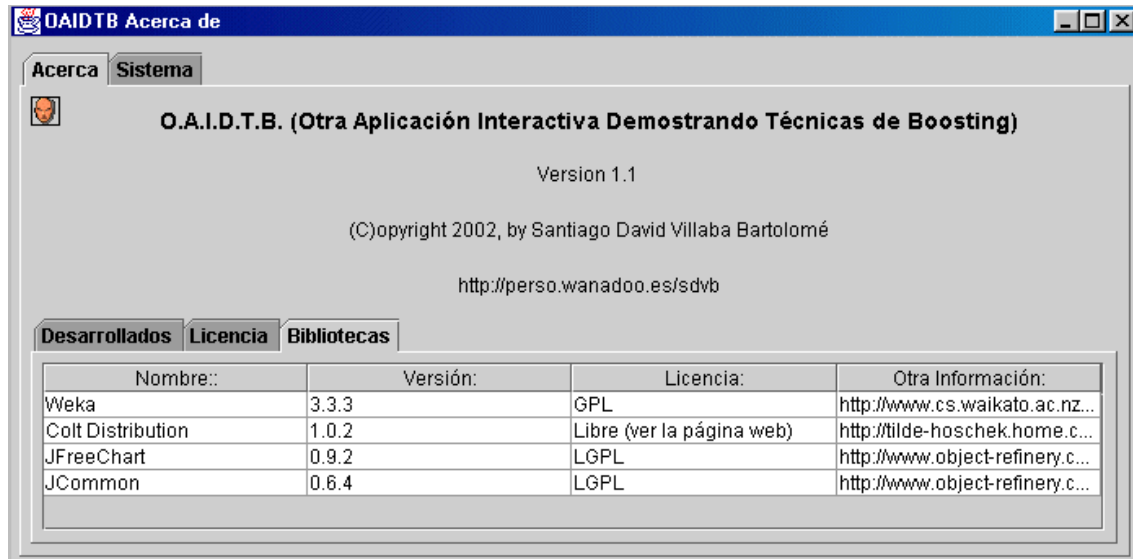 OAIDTB Acerca de
Acerca Sistema
O.A.I.D.T.B. (Otra Aplicación Interactiva Demostrando Técnicas de Boosting)
Version 1.1
(C)opyright 2002, by Santiago David Villaba Bartolomé
http://perso.wanadoo.es/sdvb
Desarrollados Licencia Bibliotecas
Nombre:: Versión: Licencia: Otra Información:
Weka 3.3.3 GPL http://www.cs.waikato.ac.nz...
Colt Distribution 1.0.2 Libre (ver la página web) http://tilde-hoschek.home.c...
JFreeChart 0.9.2 LGPL http://www.object-refinery.c...
JCommon 0.6.4 LGPL http://www.object-refinery.c...